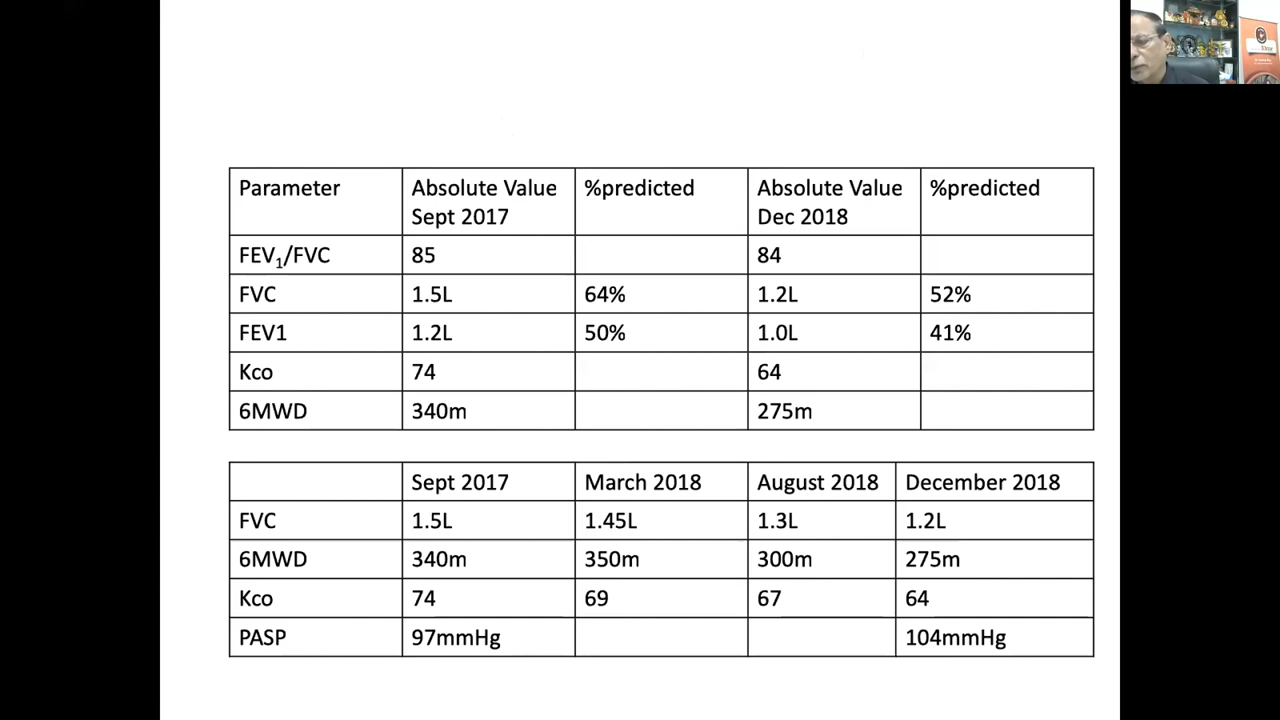 Parameter Absolute Value Sept 2017 %predicted Absolute Value Dec 2018 %predicted
FEV1/FVC 85 84
FVC 1.5L 64% 1.2L 52%
FEV1 1.2L 50% 1.0L 41%
Kco 74 64
6MWD 340m 275m
Sept 2017 March 2018 August 2018 December 2018
FVC 1.5L 1.45L 1.3L 1.2L
6MWD 340m 350m 300m 275m
Kco 74 69 67 64
PASP 97mmHg 104mmHg